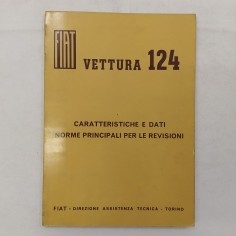 FIAT VETTURA 124
CARATTERISTICHE E DATI
NORME PRINCIPALI PER LE REVISIONI
FIAT - DIREZIONE ASSISTENZA TECNICA - TORINO